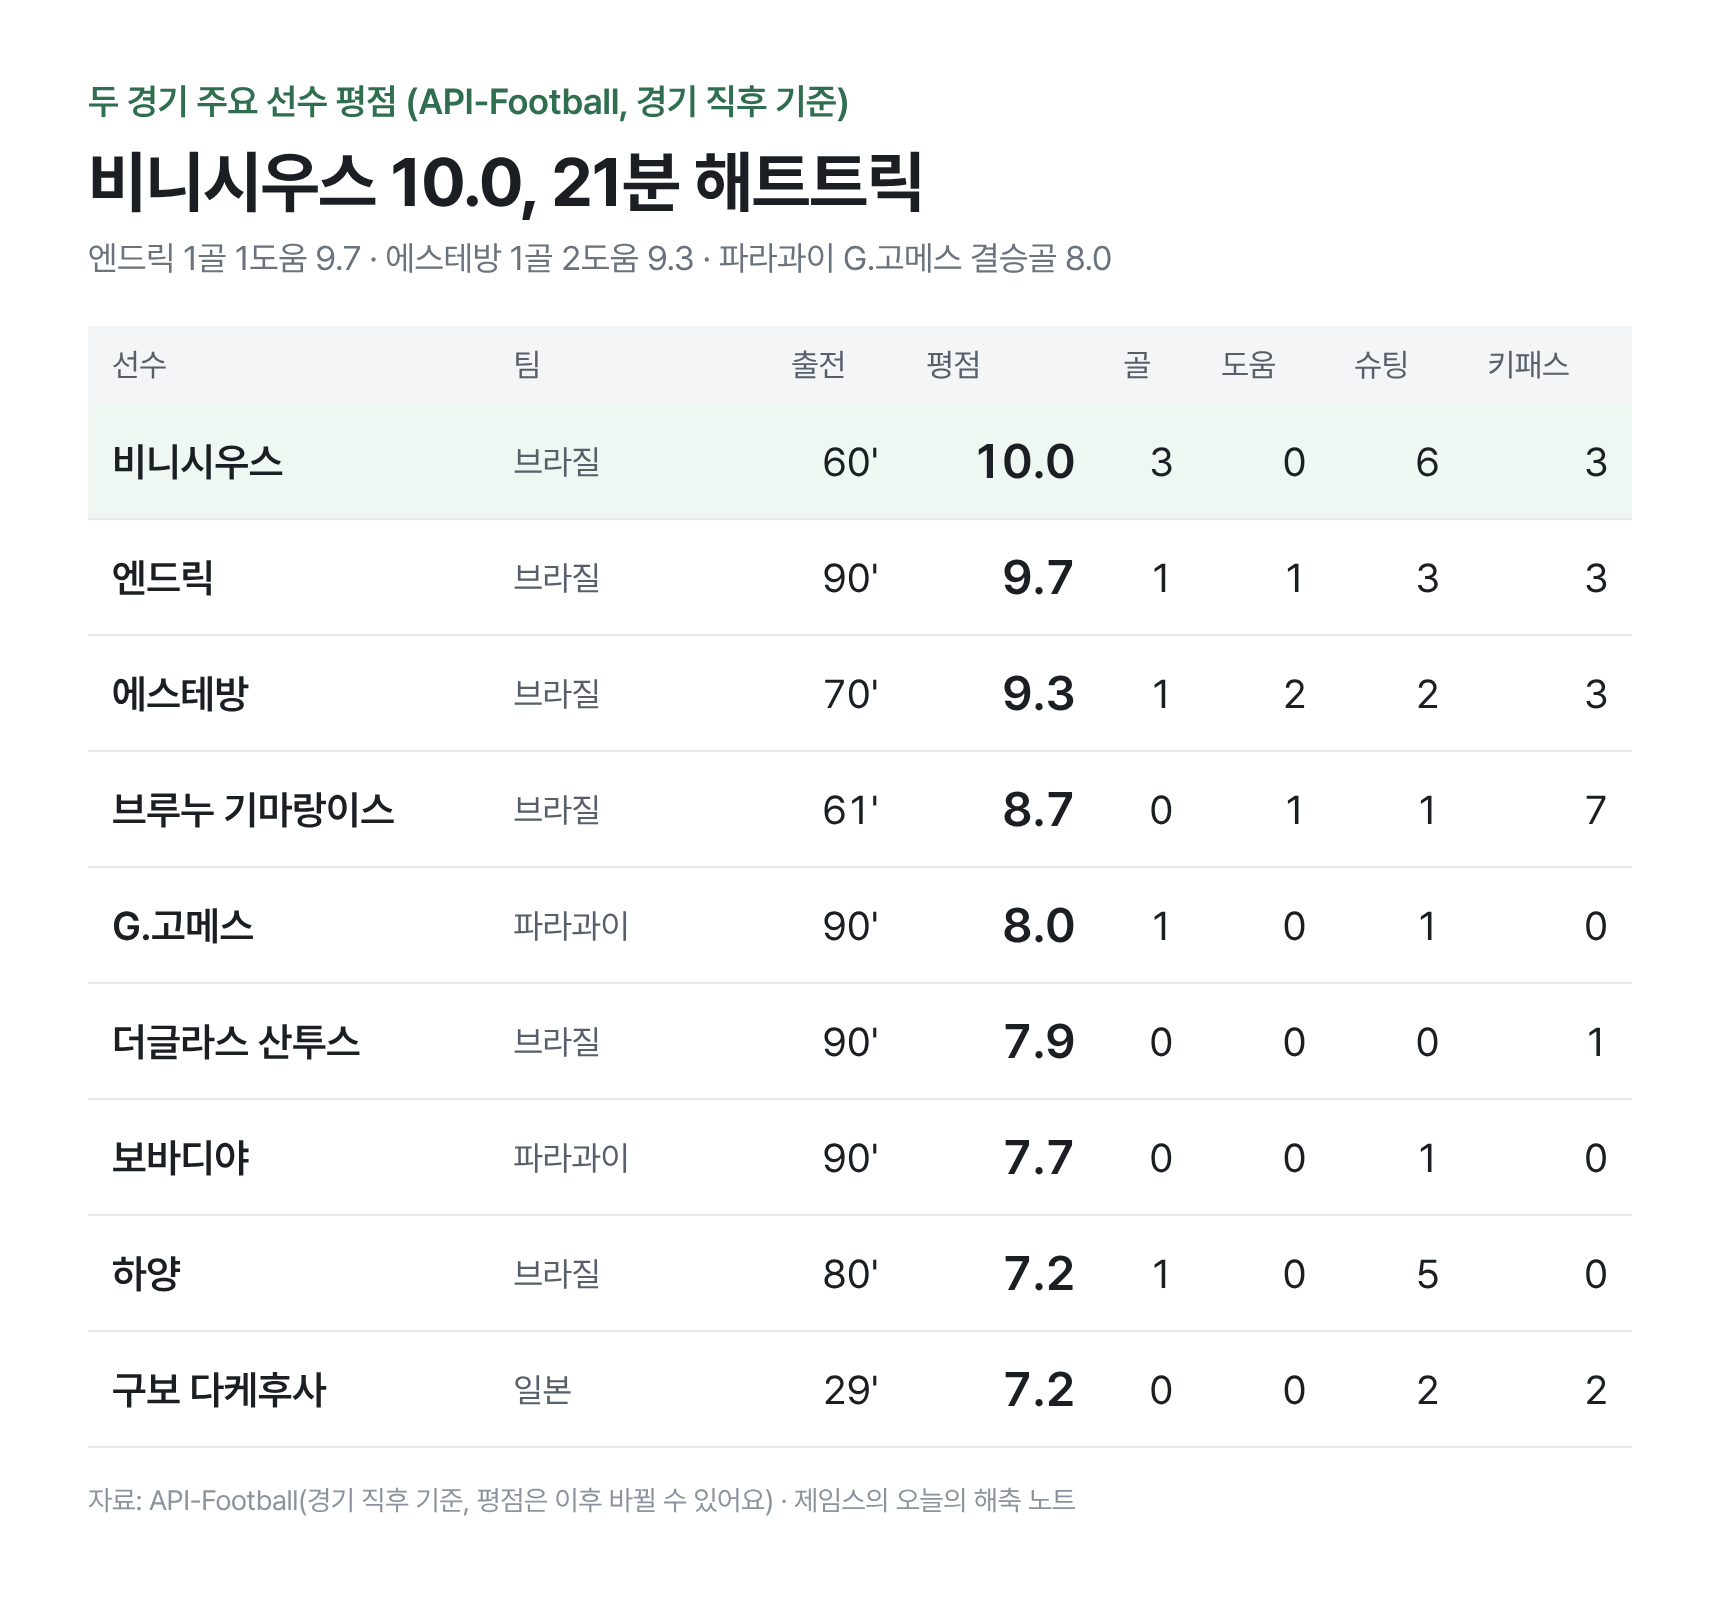 두 경기 주요 선수 평점 (API-Football, 경기 직후 기준)
비니시우스 10.0, 21분 해트트릭
엔드릭 1골 1도움 9.7 · 에스테방 1골 2도움 9.3 · 파라과이 G.고메스 결승골 8.0
선수 팀 출전 평점 골 도움 슈팅 키패스
비니시우스 브라질 60' 10.0 3 0 6 3
엔드릭 브라질 90' 9.7 1 1 3 3
에스테방 브라질 70' 9.3 1 2 2 3
브루누 기마랑이스 브라질 61' 8.7 0 1 1 7
G.고메스 파라과이 90' 8.0 1 0 1 0
더글라스 산투스 브라질 90' 7.9 0 0 0 1
보바디야 파라과이 90' 7.7 0 0 1 0
하양 브라질 80' 7.2 1 0 5 0
구보 다케후사 일본 29' 7.2 0 0 2 2
자료: API-Football(경기 직후 기준, 평점은 이후 바뀔 수 있어요) · 제임스의 오늘의 해축 노트